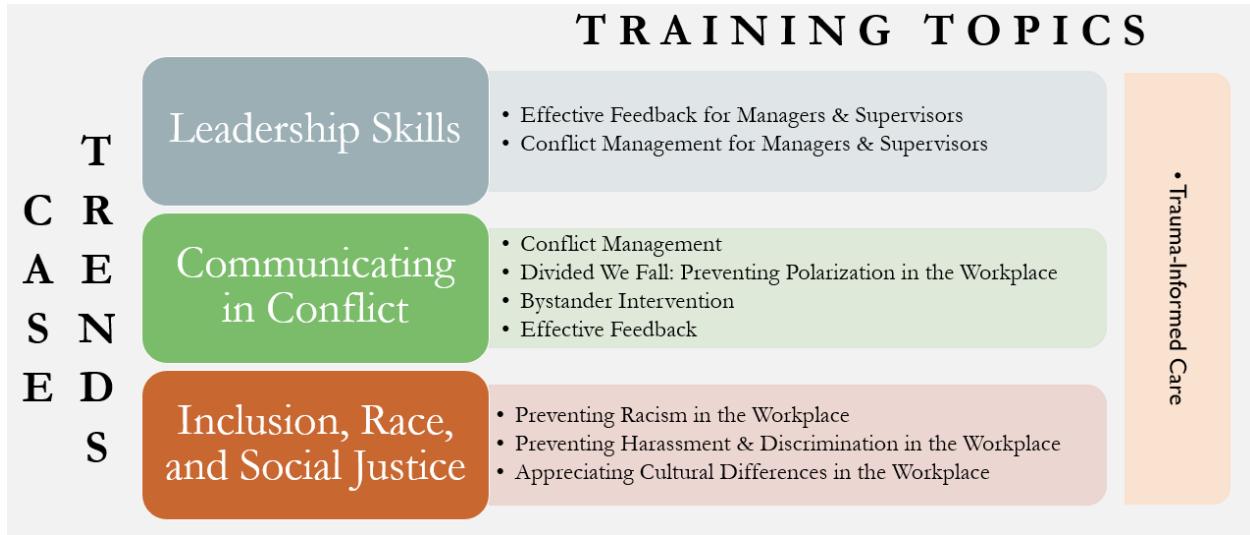 TRAINING TOPICS
CASE
TRENDS
Leadership Skills
• Effective Feedback for Managers & Supervisors
• Conflict Management for Managers & Supervisors
Communicating
in Conflict
• Conflict Management
• Divided We Fall: Preventing Polarization in the Workplace
• Bystander Intervention
• Effective Feedback
Inclusion, Race,
and Social Justice
• Preventing Racism in the Workplace
• Preventing Harassment & Discrimination in the Workplace
• Appreciating Cultural Differences in the Workplace
• Trauma-Informed Care